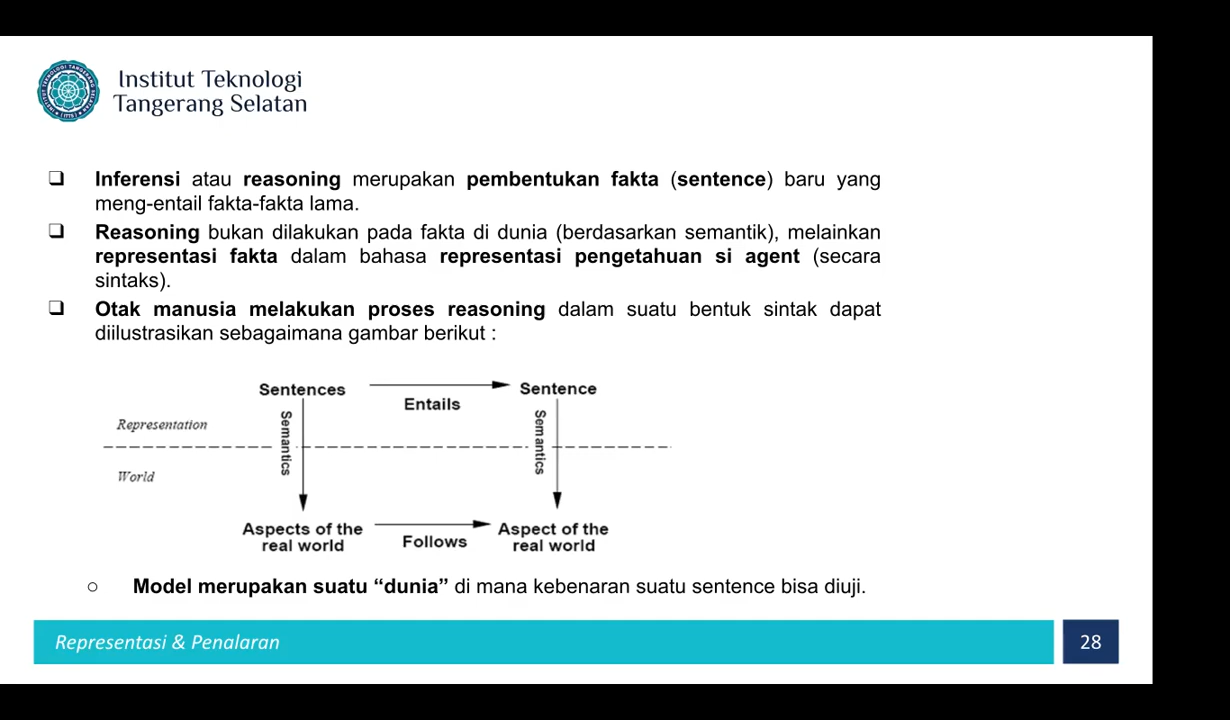 Institut Teknologi
Tangerang Selatan
❑ Inferensi atau reasoning merupakan pembentukan fakta (sentence) baru yang
meng-entail fakta-fakta lama.
❑ Reasoning bukan dilakukan pada fakta di dunia (berdasarkan semantik), melainkan
representasi fakta dalam bahasa representasi pengetahuan si agent (secara
sintaks).
❑ Otak manusia melakukan proses reasoning dalam suatu bentuk sintak dapat
diilustrasikan sebagaimana gambar berikut :
Sentences
Entails
Sentence
Representation
Semantics
Semantics
World
Aspects of the
real world
Follows
Aspect of the
real world
○ Model merupakan suatu “dunia” di mana kebenaran suatu sentence bisa diuji.
Representasi & Penalaran
28